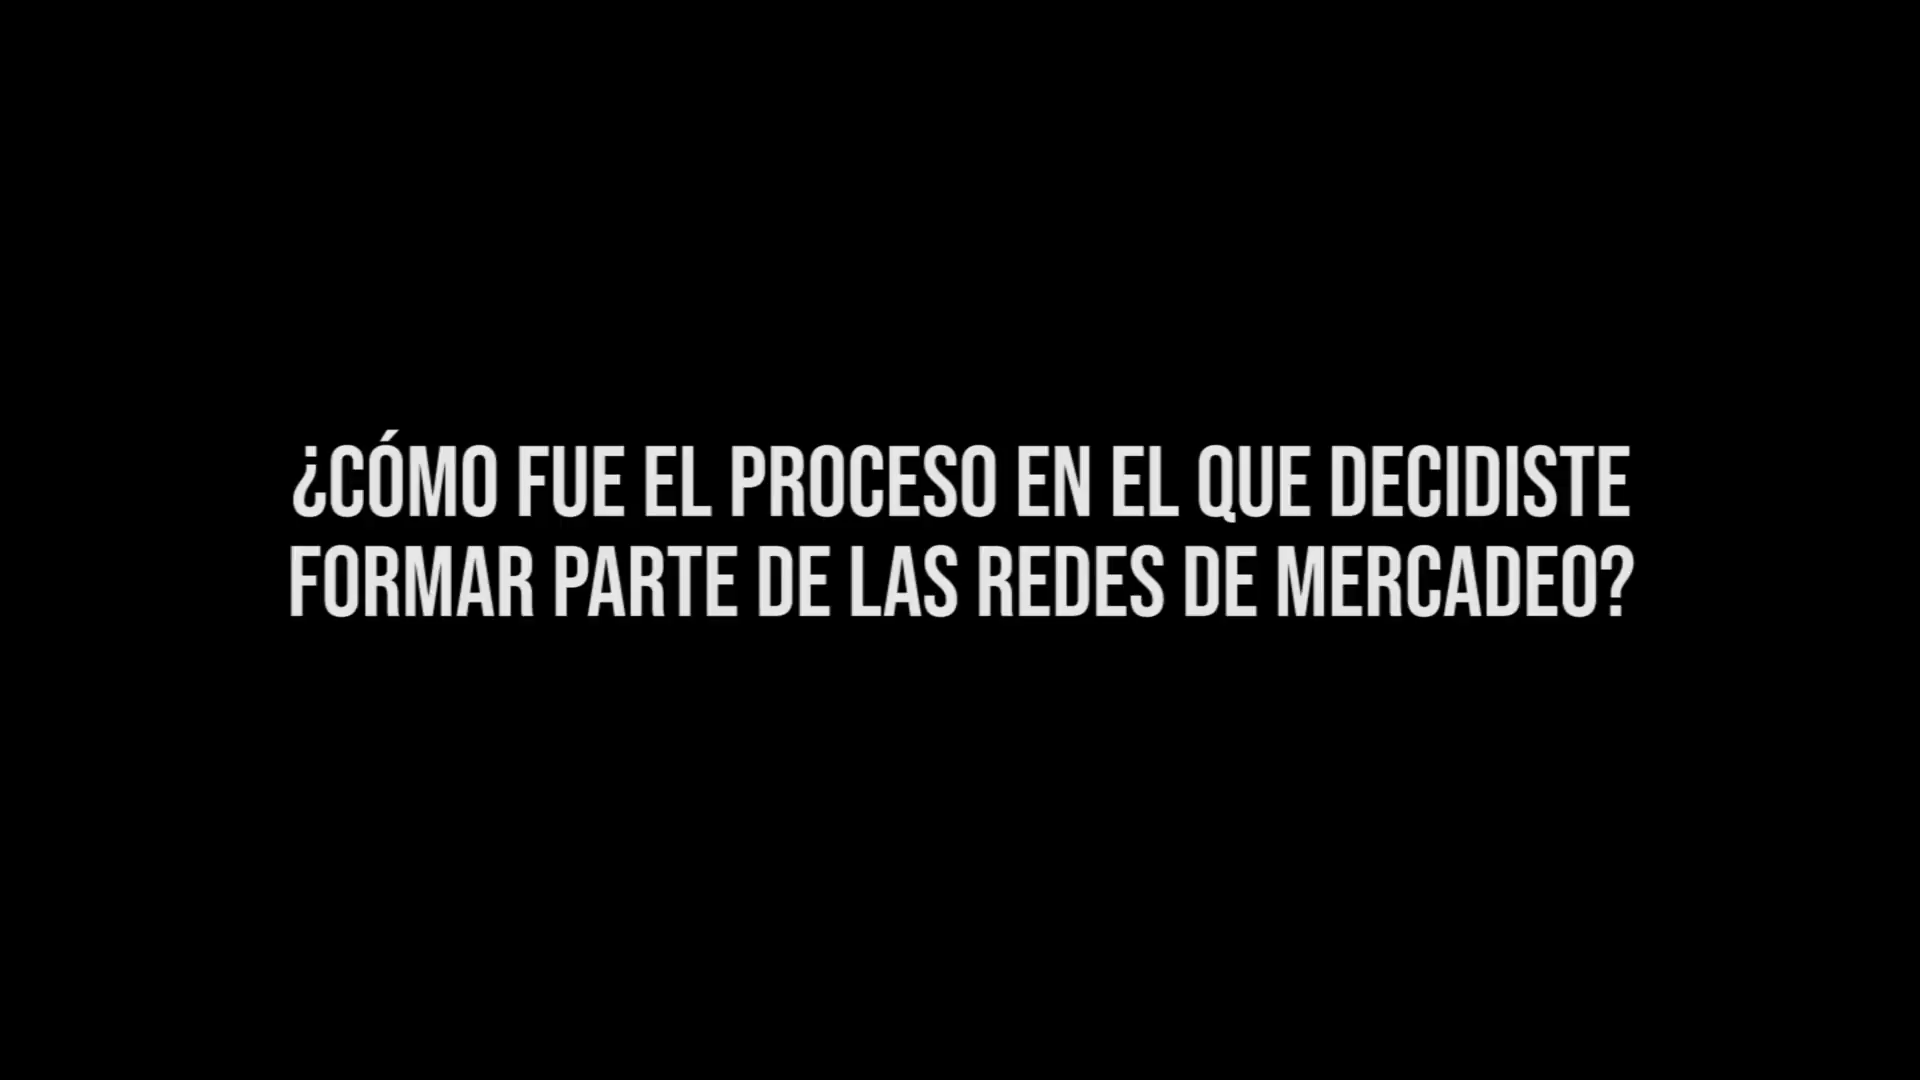 ¿CÓMO FUE EL PROCESO EN EL QUE DECIDISTE
FORMAR PARTE DE LAS REDES DE MERCADEO?